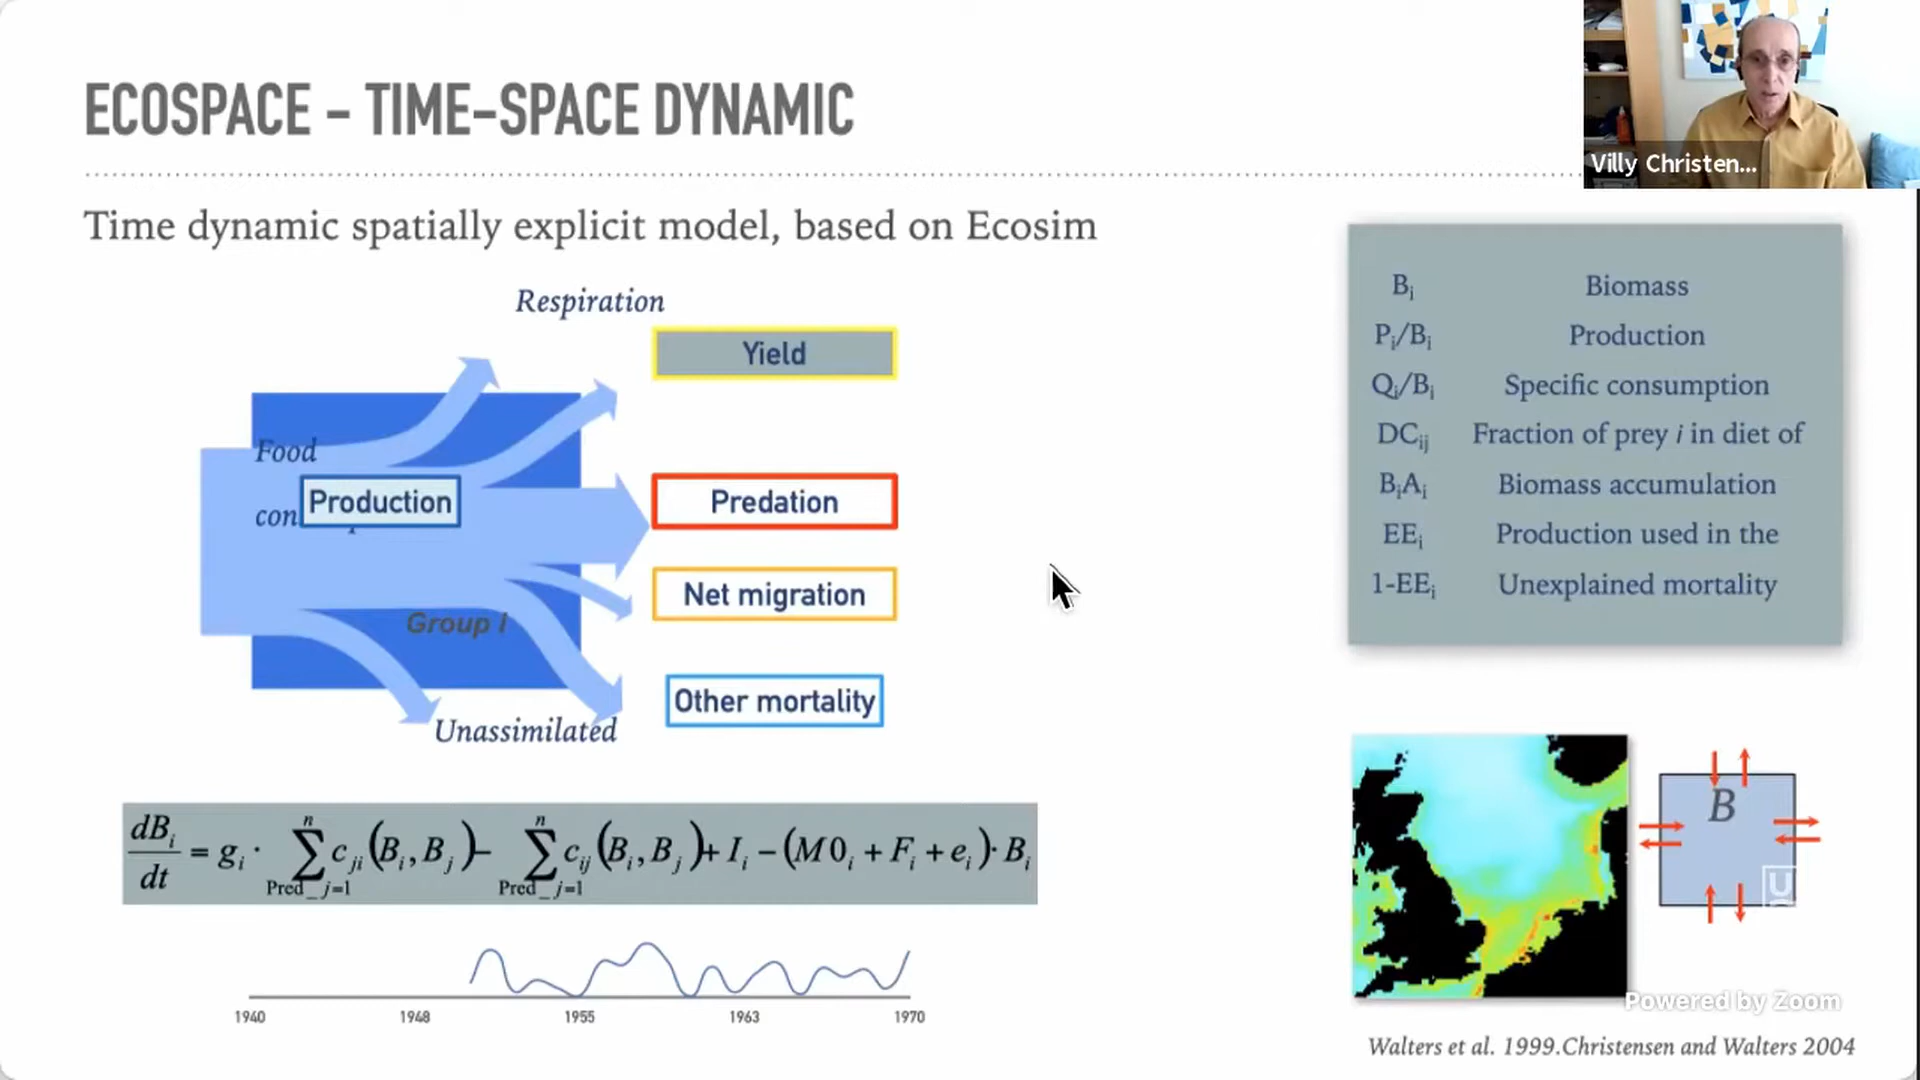 ECOSPACE – TIME–SPACE DYNAMIC
Villy Christen...
Time dynamic spatially explicit model, based on Ecosim
Respiration
Yield
Food
Production
Predation
Net migration
Group i
Other mortality
Unassimilated
Bi Biomass
Pi/Bi Production
Qi/Bi Specific consumption
DCij Fraction of prey i in diet of
BiAi Biomass accumulation
EEi Production used in the
1-EEi Unexplained mortality
dBi/dt = gi · n∑Pred_j=1 cji (Bi, Bj) – n∑Pred_j=1 cij (Bi, Bj) + Ii – (M0i + Fi + ei) · Bi
1940 1948 1955 1963 1970
B
U
Powered by Zoom
Walters et al. 1999.Christensen and Walters 2004